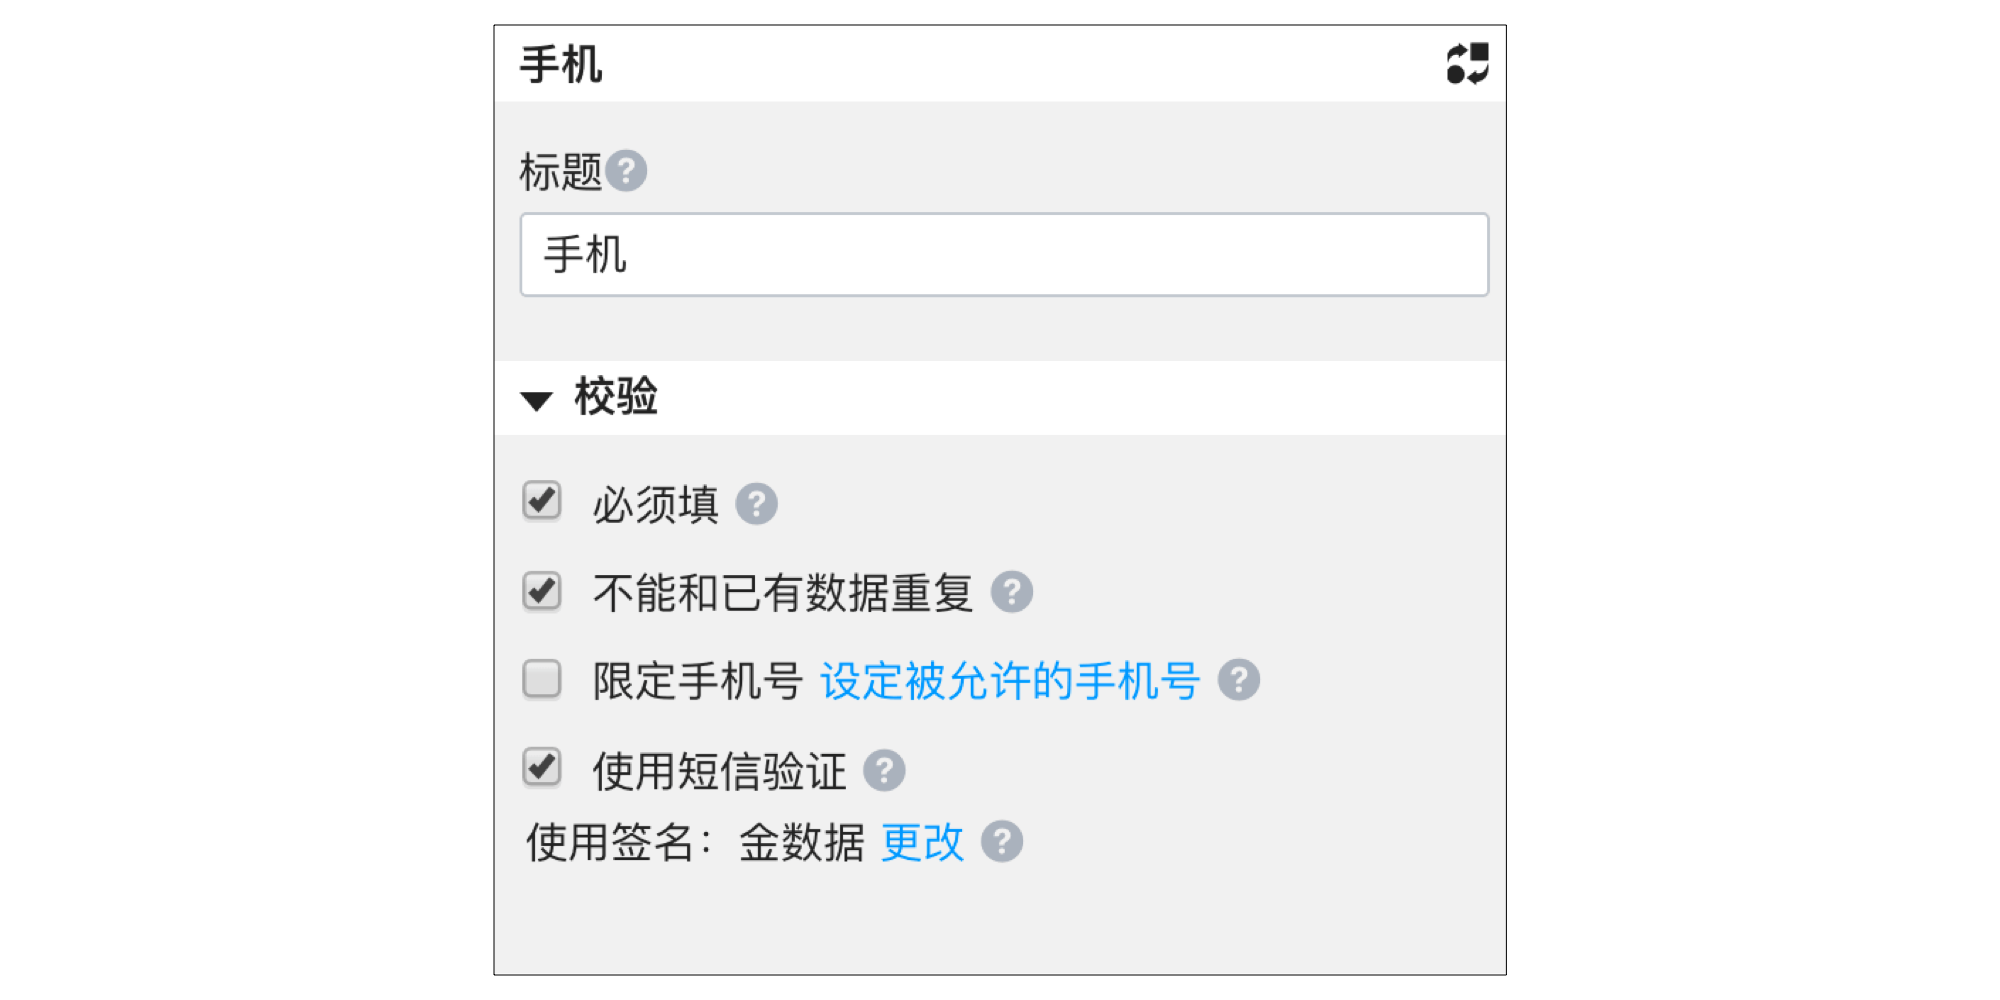 手机
标题 ?
手机
校验
必须填 ?
不能和已有数据重复 ?
限定手机号 设定被允许的手机号 ?
使用短信验证 ?
使用签名：金数据 更改 ?